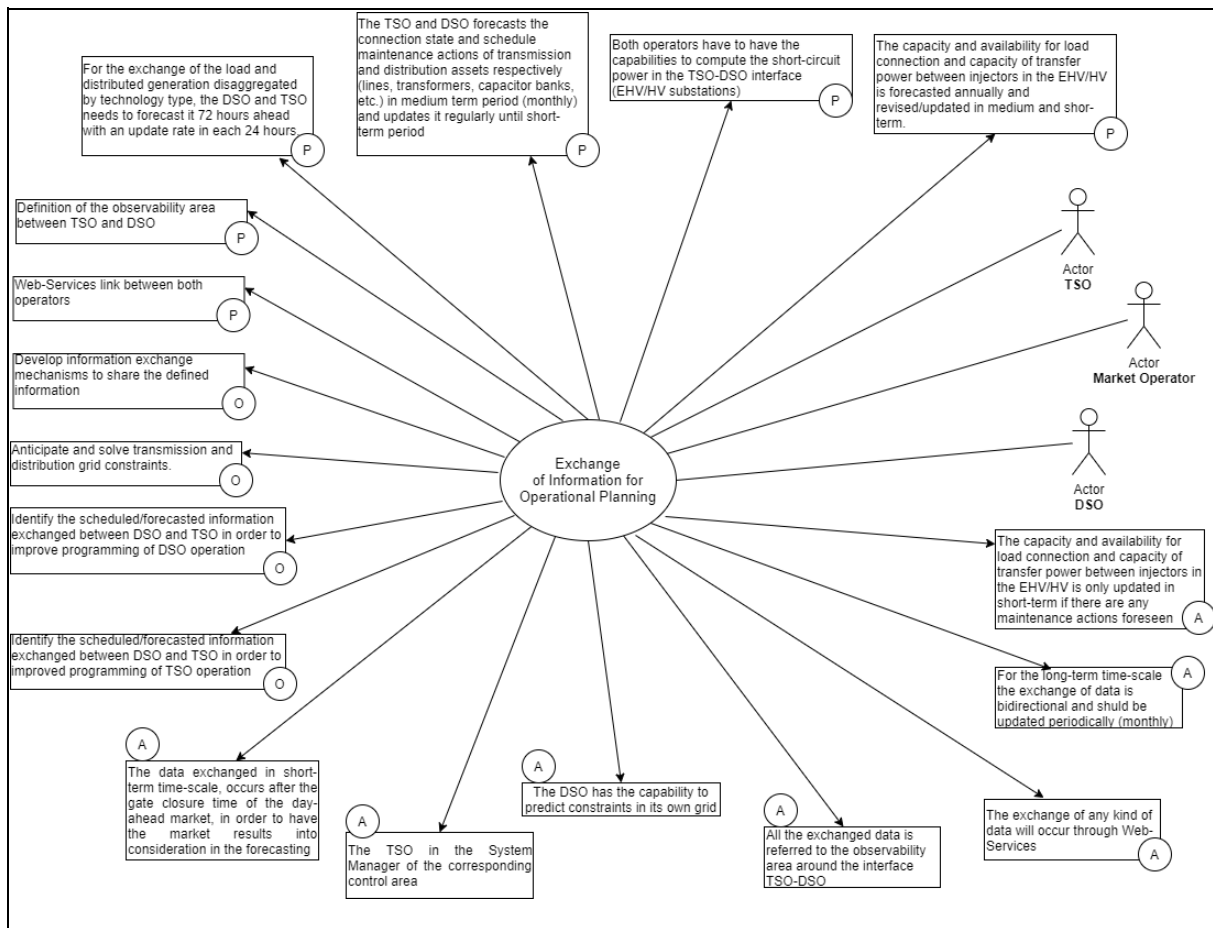 For the exchange of the load and
distributed generation disaggregated
by technology type, the DSO and TSO
needs to forecast it 72 hours ahead
with an update rate in each 24 hours.
P
The TSO and DSO forecasts the
connection state and schedule
maintenance actions of transmission
and distribution assets respectively
(lines, transformers, capacitor banks,
etc.) in medium term period (monthly)
and updates it regularly until short-
term period
P
Both operators have to have the
capabilities to compute the short-circuit
power in the TSO-DSO interface
(EHV/HV substations)
P
The capacity and availability for load
connection and capacity of transfer
power between injectors in the EHV/HV
is forecasted annually and
revised/updated in medium and shor-
term.
P
Definition of the observability area
between TSO and DSO
P
Web-Services link between both
operators
P
Develop information exchange
mechanisms to share the defined
information
O
Anticipate and solve transmission and
distribution grid constraints.
O
Identify the scheduled/forecasted information
exchanged between DSO and TSO in order to
improve programming of DSO operation
O
Identify the scheduled/forecasted information
exchanged between DSO and TSO in order to
improved programming of TSO operation
O
Exchange
of Information for
Operational Planning
Actor
TSO
Actor
Market Operator
Actor
DSO
The capacity and availability for
load connection and capacity of
transfer power between injectors in
the EHV/HV is only updated in
short-term if there are any
maintenance actions foreseen
A
For the long-term time-scale
the exchange of data is
bidirectional and shuld be
updated periodically (monthly)
A
A
The data exchanged in short-
term time-scale, occurs after the
gate closure time of the day-
ahead market, in order to have
the market results into
consideration in the forecasting
A
The TSO in the System
Manager of the corresponding
control area
A
The DSO has the capability to
predict constraints in its own grid
A
All the exchanged data is
referred to the observability
area around the interface
TSO-DSO
The exchange of any kind of
data will occur through Web-
Services
A